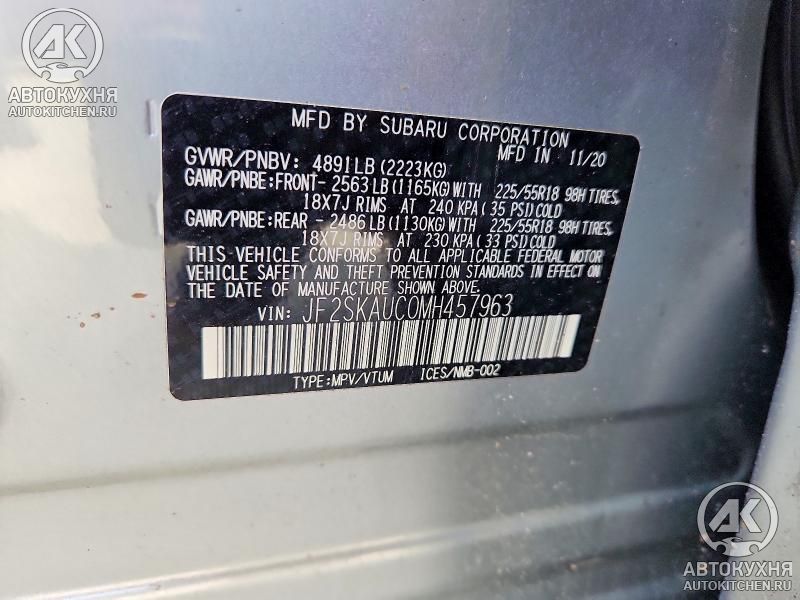 AK
АВТОКУХНЯ
AUTOKITCHEN.RU
MFD BY SUBARU CORPORATION
MFD IN 11/20
GVWR/PNBV: 4891LB (2223KG)
GAWR/PNBE:FRONT- 2563 LB (1165KG) WITH 225/55R18 98H TIRES,
18X7J RIMS AT 240 KPA ( 35 PSI) COLD
GAWR/PNBE:REAR - 2486 LB (1130KG) WITH 225/55R18 98H TIRES,
18X7J RIMS AT 230 KPA ( 33 PSI) COLD
THIS VEHICLE CONFORMS TO ALL APPLICABLE FEDERAL MOTOR
VEHICLE SAFETY AND THEFT PREVENTION STANDARDS IN EFFECT ON
THE DATE OF MANUFACTURE SHOWN ABOVE.
VIN: JF2SKAUC0MH457963
TYPE:MPV/VTUM ICES/NMB-002
AK
АВТОКУХНЯ
AUTOKITCHEN.RU